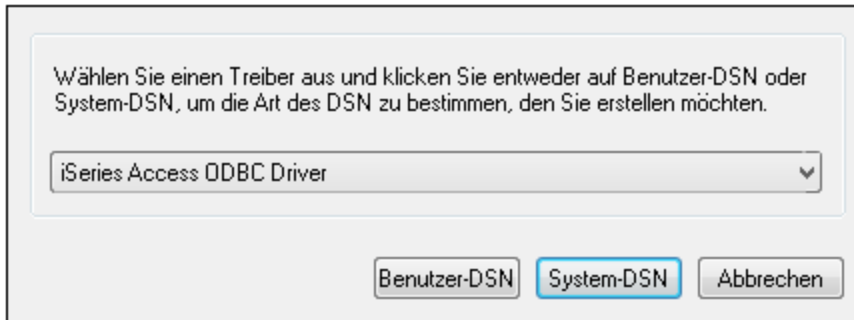 Wählen Sie einen Treiber aus und klicken Sie entweder auf Benutzer-DSN oder
System-DSN, um die Art des DSN zu bestimmen, den Sie erstellen möchten.
iSeries Access ODBC Driver
Benutzer-DSN System-DSN Abbrechen